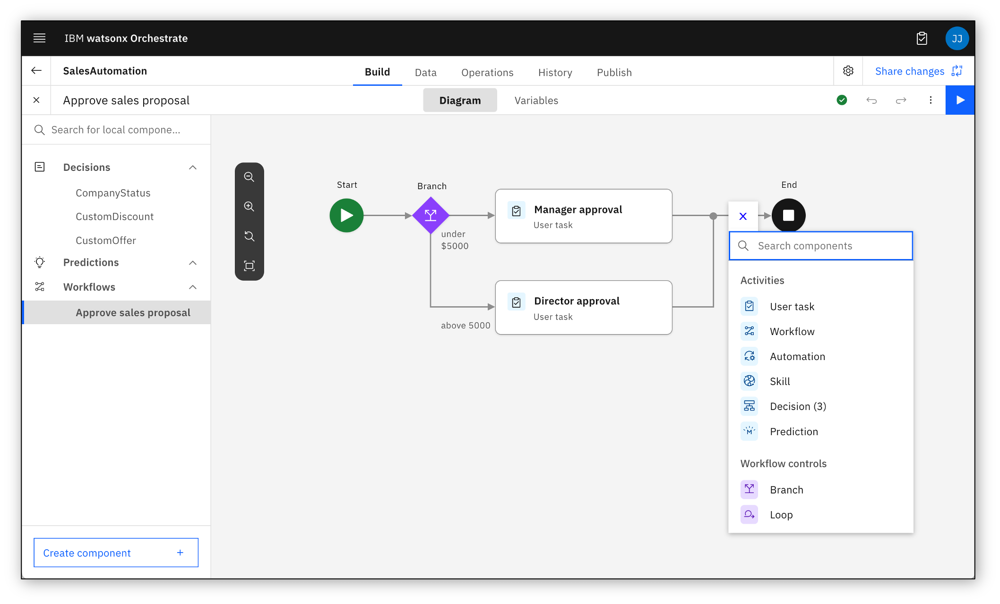 IBM watsonx Orchestrate
JJ
SalesAutomation
Build
Data
Operations
History
Publish
Share changes
Approve sales proposal
Diagram
Variables
Search for local compone...
Decisions
CompanyStatus
CustomDiscount
CustomOffer
Predictions
Workflows
Approve sales proposal
Create component +
Start
Branch
under
$5000
above 5000
Manager approval
User task
Director approval
User task
End
Search components
Activities
User task
Workflow
Automation
Skill
Decision (3)
Prediction
Workflow controls
Branch
Loop